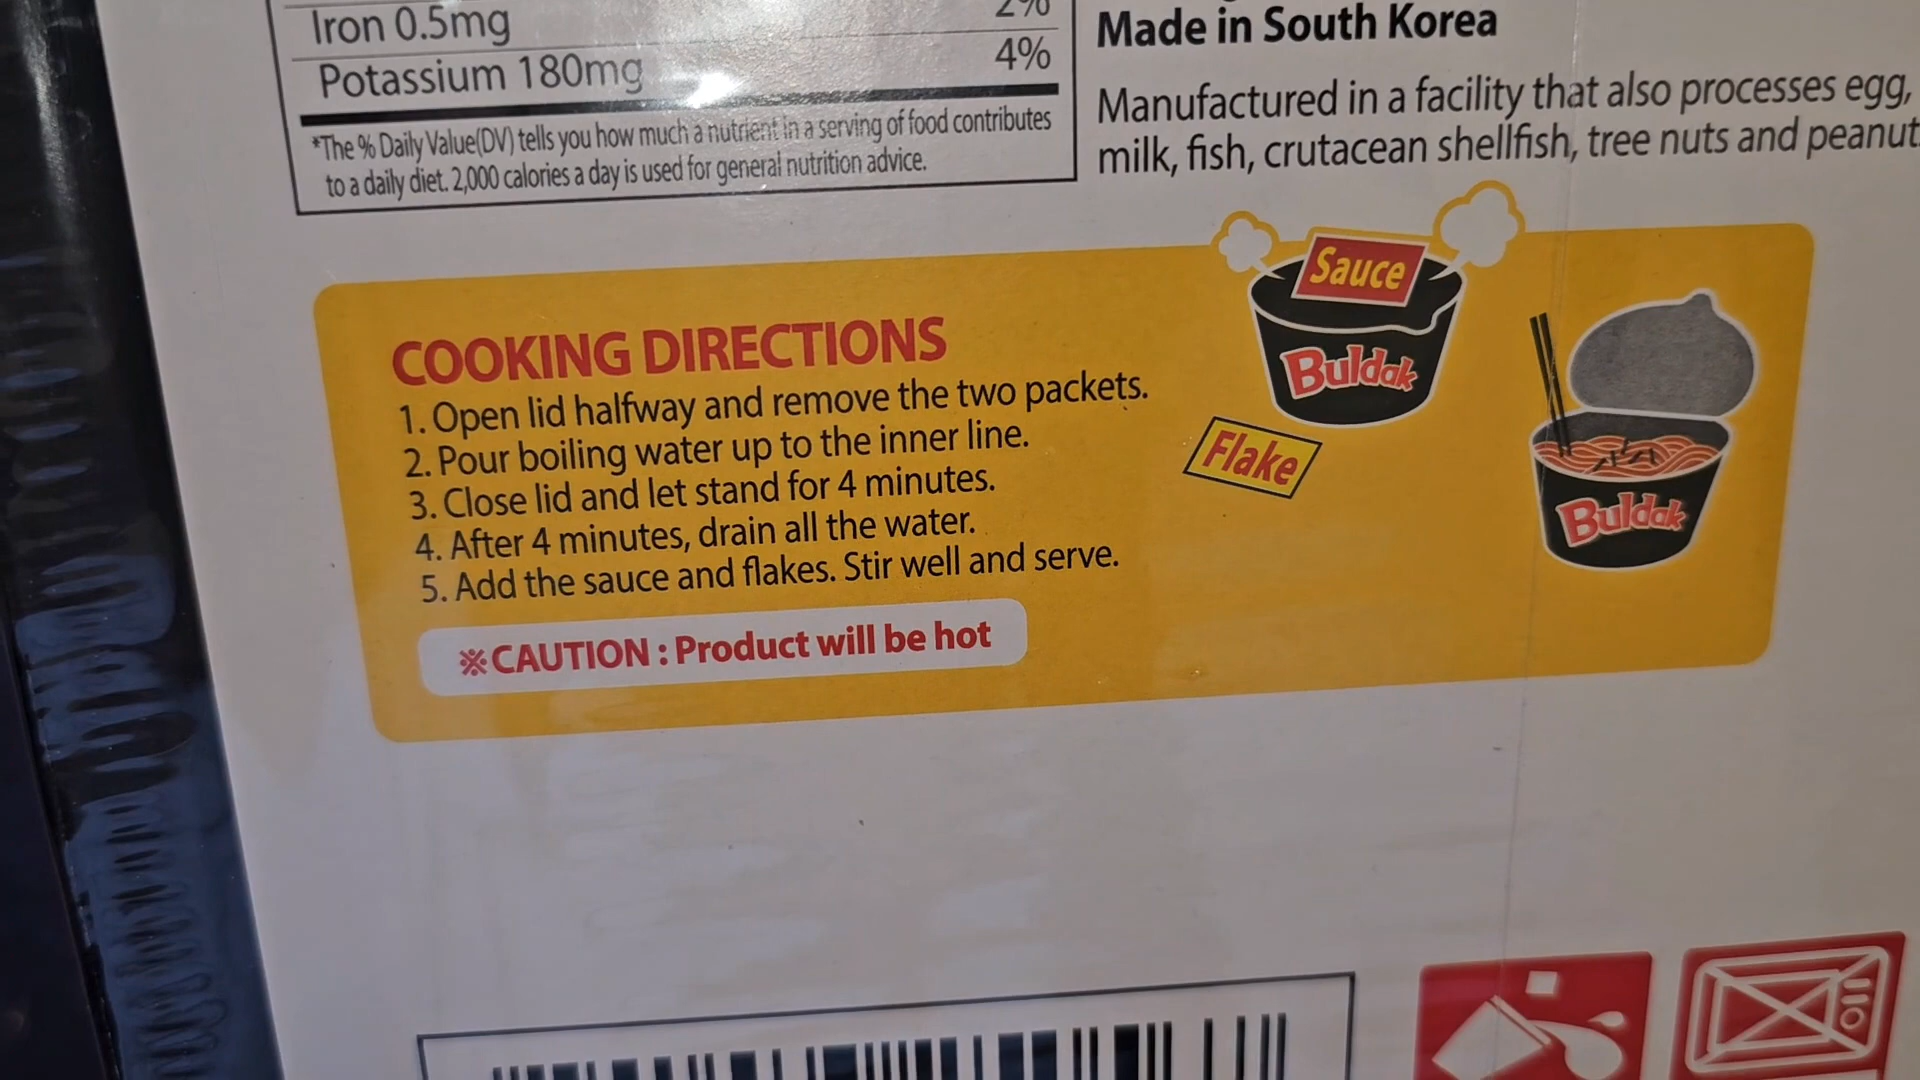 Iron 0.5mg 2%
Potassium 180mg 4%
*The % Daily Value(DV) tells you how much a nutrient in a serving of food contributes
to a daily diet. 2,000 calories a day is used for general nutrition advice.
Made in South Korea
Manufactured in a facility that also processes egg,
milk, fish, crutacean shellfish, tree nuts and peanut
COOKING DIRECTIONS
1. Open lid halfway and remove the two packets.
2. Pour boiling water up to the inner line.
3. Close lid and let stand for 4 minutes.
4. After 4 minutes, drain all the water.
5. Add the sauce and flakes. Stir well and serve.
※CAUTION : Product will be hot
Sauce
Buldak
Flake
Buldak